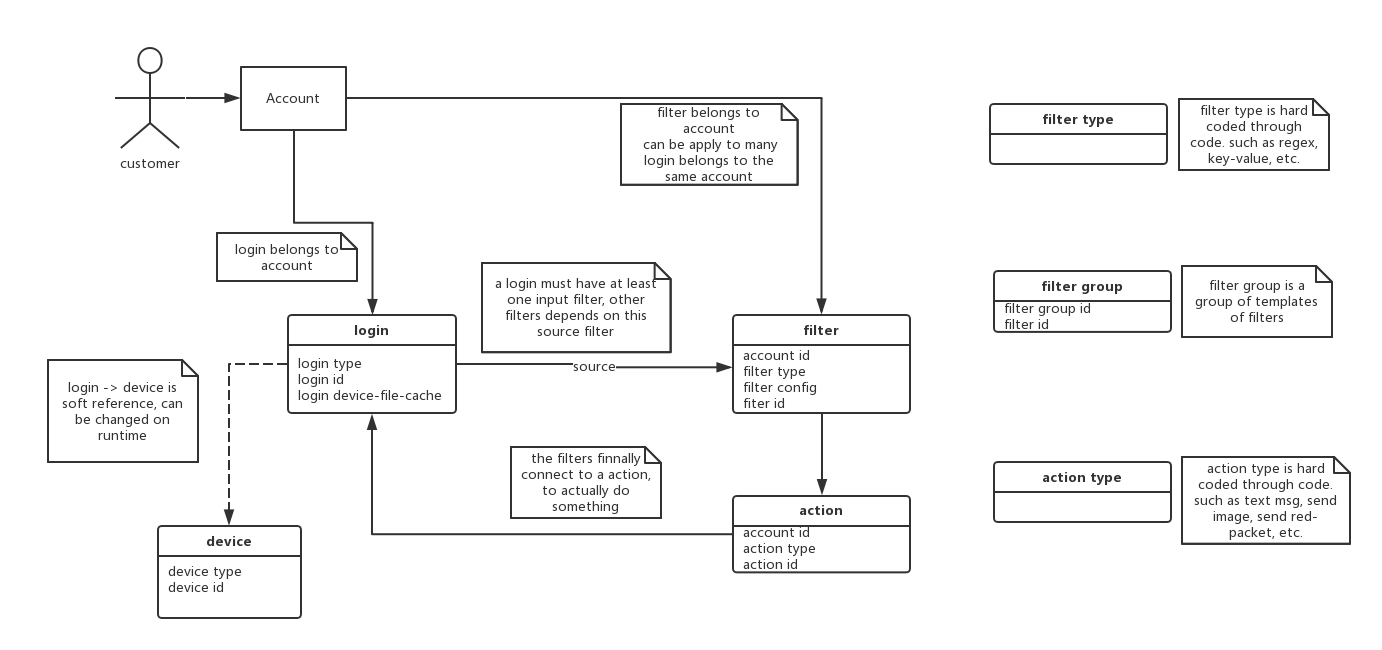 customer
Account
filter belongs to
account
can be apply to many
login belongs to the
same account
filter type
filter type is hard
coded through
code. such as regex,
key-value, etc.
login belongs to
account
a login must have at least
one input filter, other
filters depends on this
source filter
filter group
filter group id
filter id
filter group is a
group of templates
of filters
login
login type
login id
login device-file-cache
source
filter
account id
filter type
filter config
fiter id
login -> device is
soft reference, can
be changed on
runtime
the filters finnally
connect to a action,
to actually do
something
action type
action type is hard
coded through code.
such as text msg, send
image, send red-
packet, etc.
device
device type
device id
action
account id
action type
action id